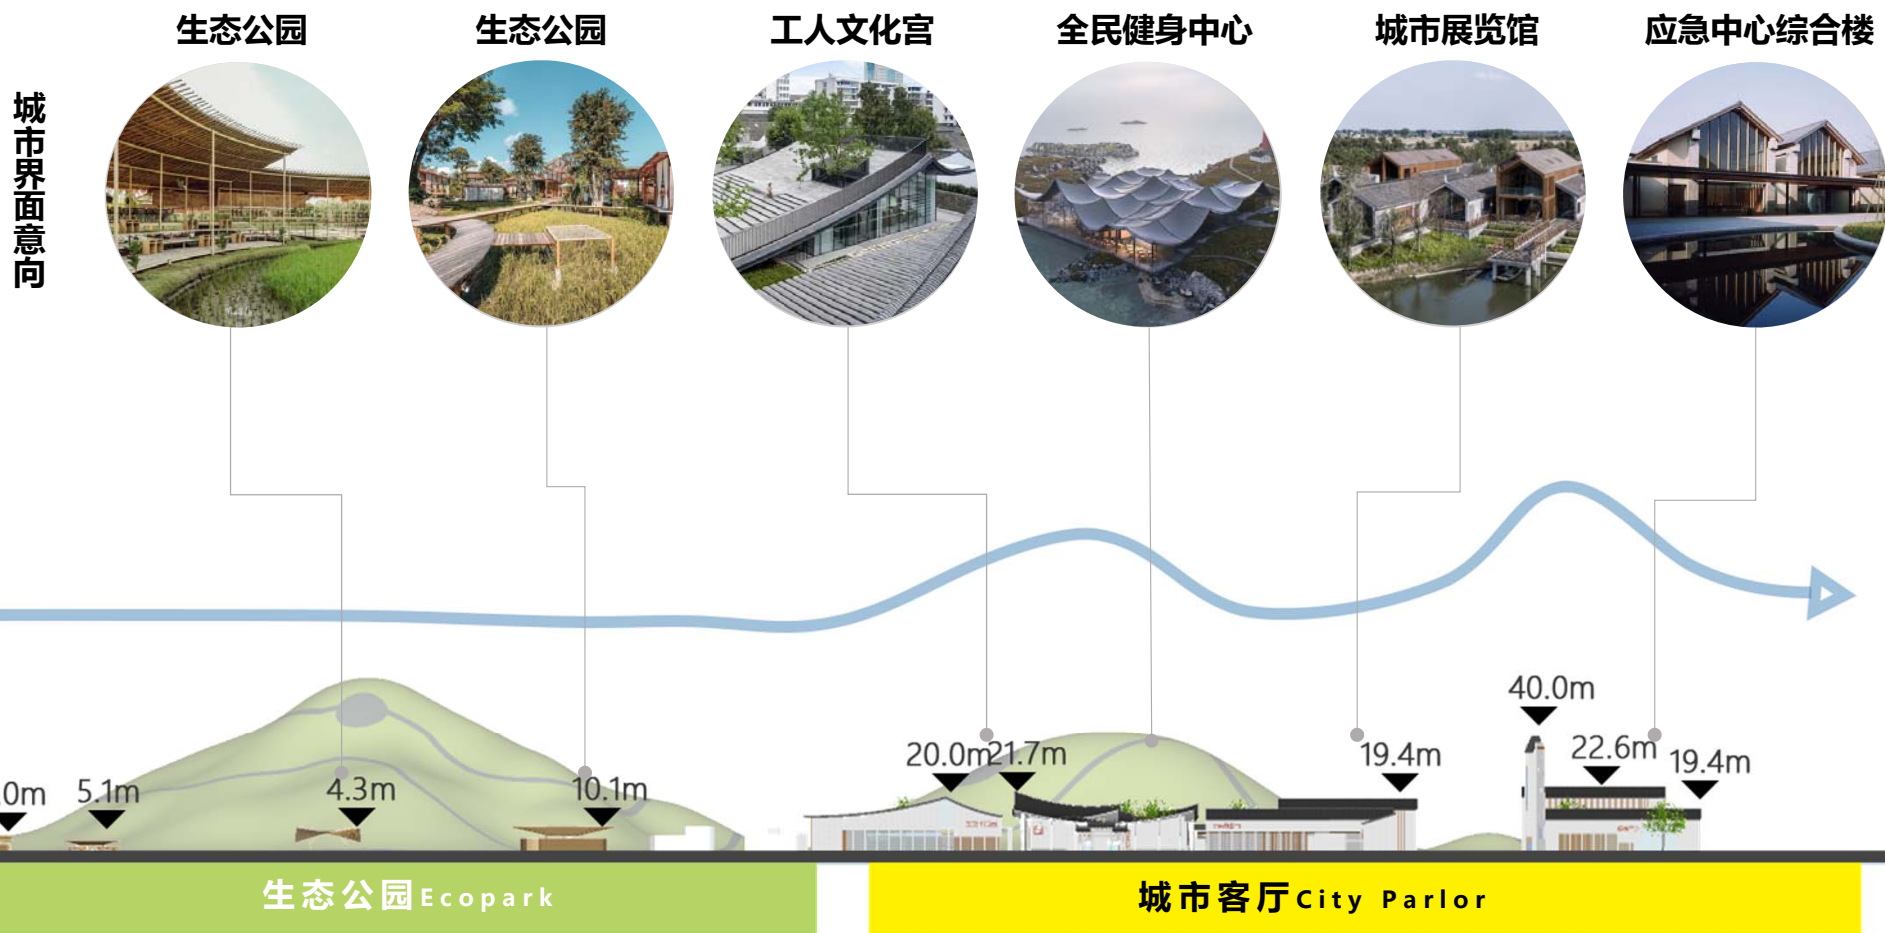 生态公园
生态公园
工人文化宫
全民健身中心
城市展览馆
应急中心综合楼
城市界面意向
.0m
5.1m
4.3m
10.1m
20.0m
21.7m
19.4m
40.0m
22.6m
19.4m
生态公园Ecopark
城市客厅City Parlor